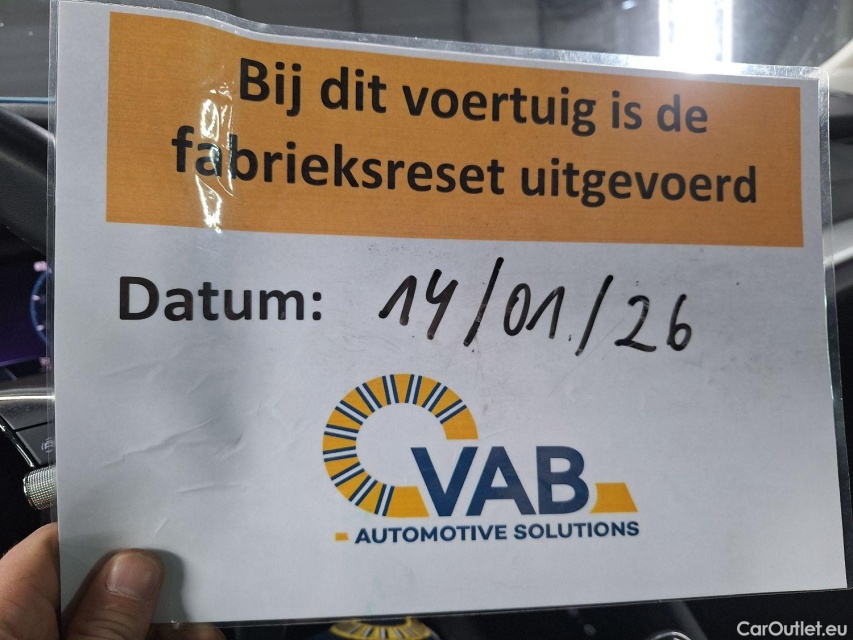 Bij dit voertuig is de
fabrieksreset uitgevoerd
Datum: 14/01/26
VAB
AUTOMOTIVE SOLUTIONS
CarOutlet.eu